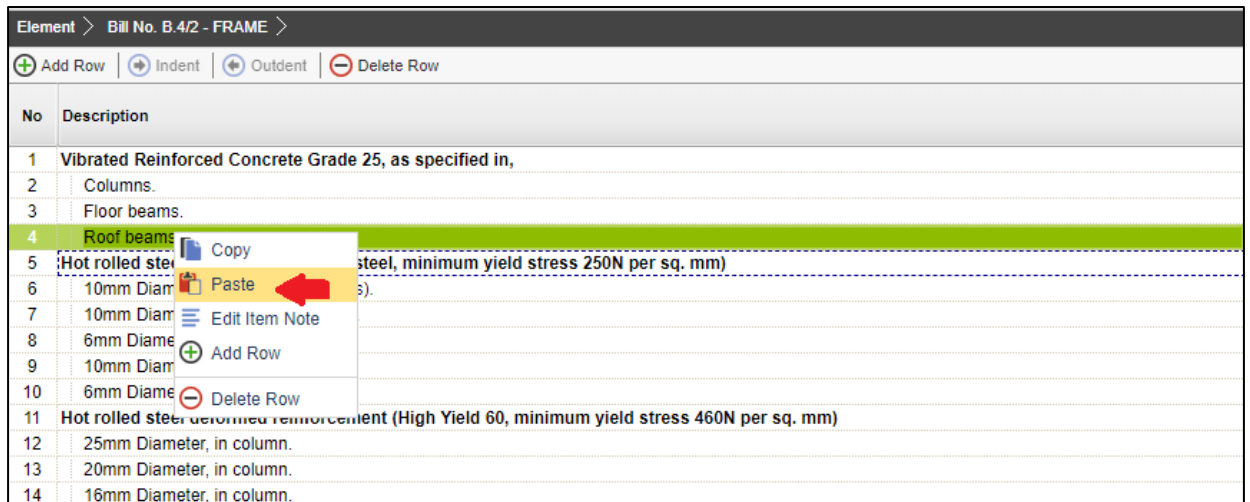 Element > Bill No. B.4/2 - FRAME >
Add Row Indent Outdent Delete Row
No Description
1 Vibrated Reinforced Concrete Grade 25, as specified in,
2 Columns.
3 Floor beams.
4 Roof beams
Copy
5 Hot rolled stee steel, minimum yield stress 250N per sq. mm)
Paste
6 10mm Diam s).
7 10mm Diam
Edit Item Note
8 6mm Diame
Add Row
9 10mm Diam
10 6mm Diame
Delete Row
11 Hot rolled steel deformed reinforcement (High Yield 60, minimum yield stress 460N per sq. mm)
12 25mm Diameter, in column.
13 20mm Diameter, in column.
14 16mm Diameter, in column.